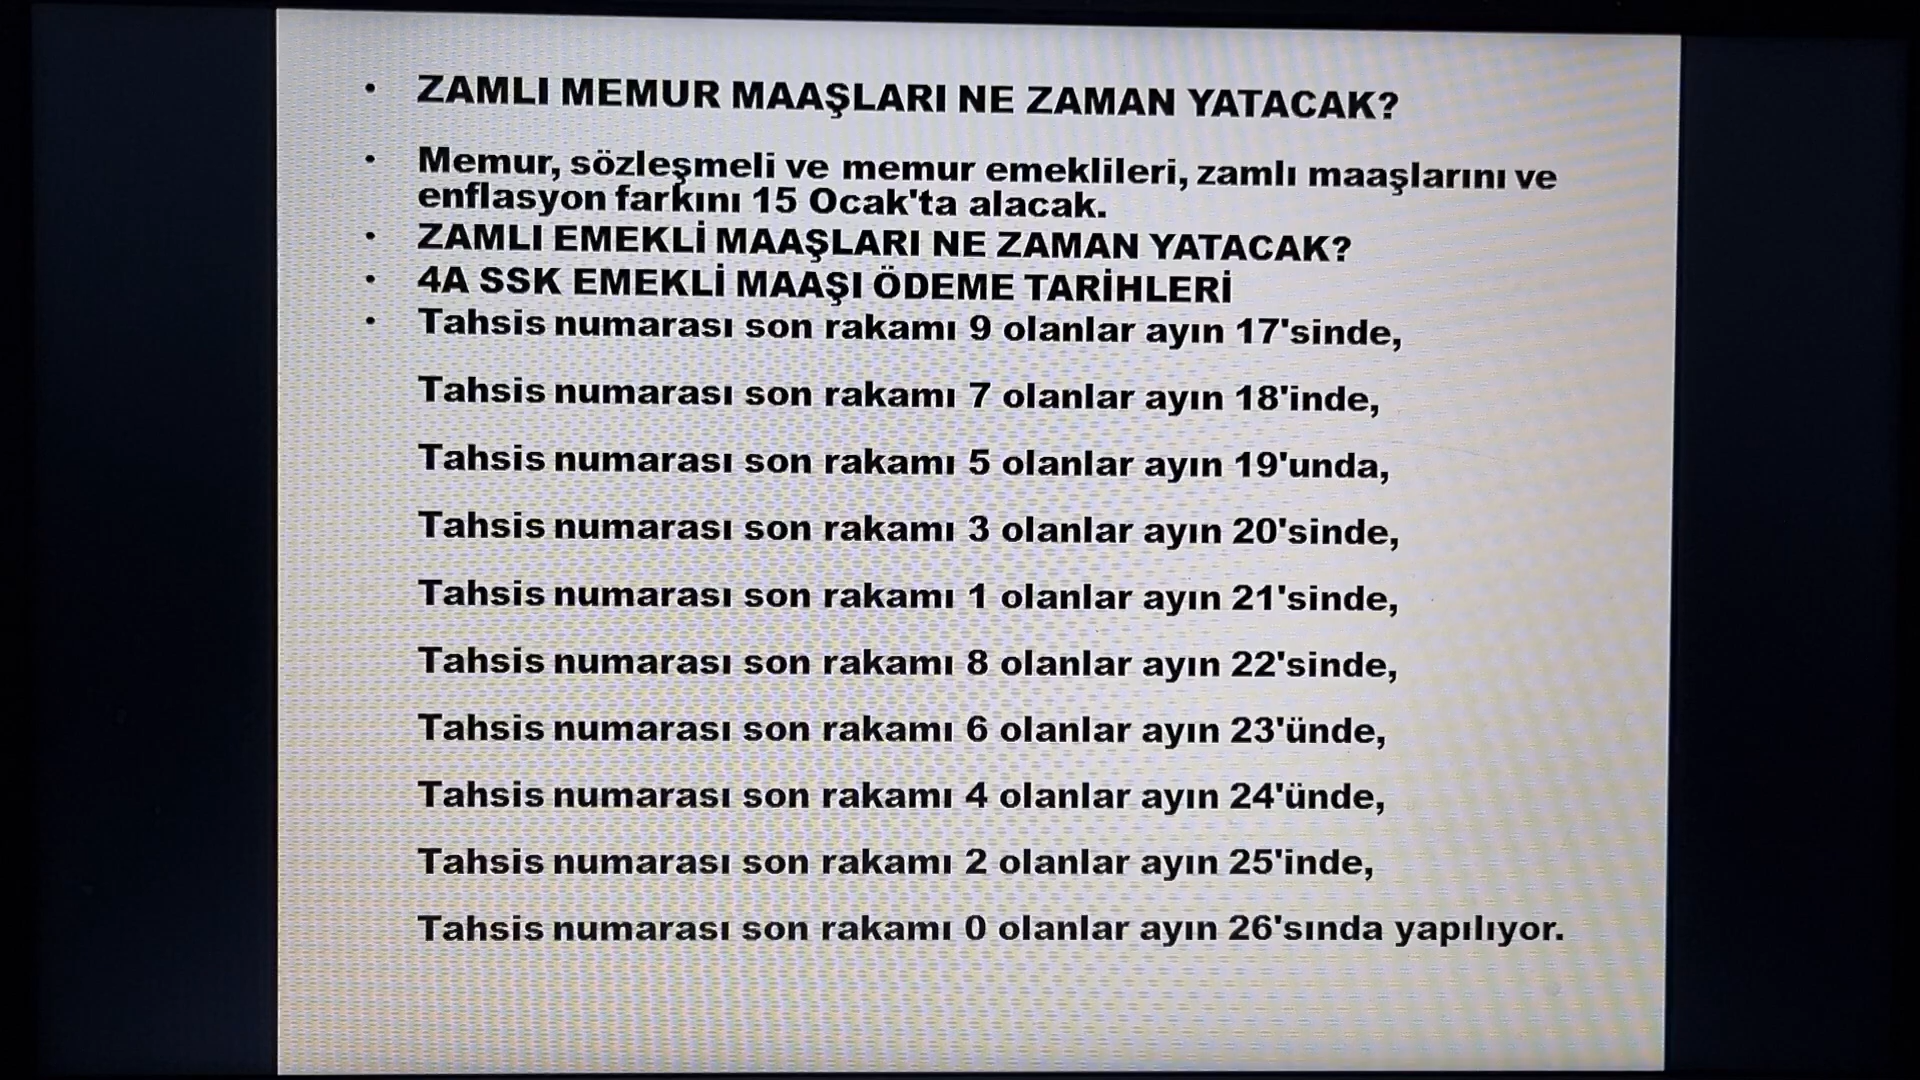 • ZAMLI MEMUR MAAŞLARI NE ZAMAN YATACAK?
• Memur, sözleşmeli ve memur emeklileri, zamlı maaşlarını ve
enflasyon farkını 15 Ocak'ta alacak.
• ZAMLI EMEKLİ MAAŞLARI NE ZAMAN YATACAK?
• 4A SSK EMEKLİ MAAŞI ÖDEME TARİHLERİ
• Tahsis numarası son rakamı 9 olanlar ayın 17'sinde,
Tahsis numarası son rakamı 7 olanlar ayın 18'inde,
Tahsis numarası son rakamı 5 olanlar ayın 19'unda,
Tahsis numarası son rakamı 3 olanlar ayın 20'sinde,
Tahsis numarası son rakamı 1 olanlar ayın 21'sinde,
Tahsis numarası son rakamı 8 olanlar ayın 22'sinde,
Tahsis numarası son rakamı 6 olanlar ayın 23'ünde,
Tahsis numarası son rakamı 4 olanlar ayın 24'ünde,
Tahsis numarası son rakamı 2 olanlar ayın 25'inde,
Tahsis numarası son rakamı 0 olanlar ayın 26'sında yapılıyor.